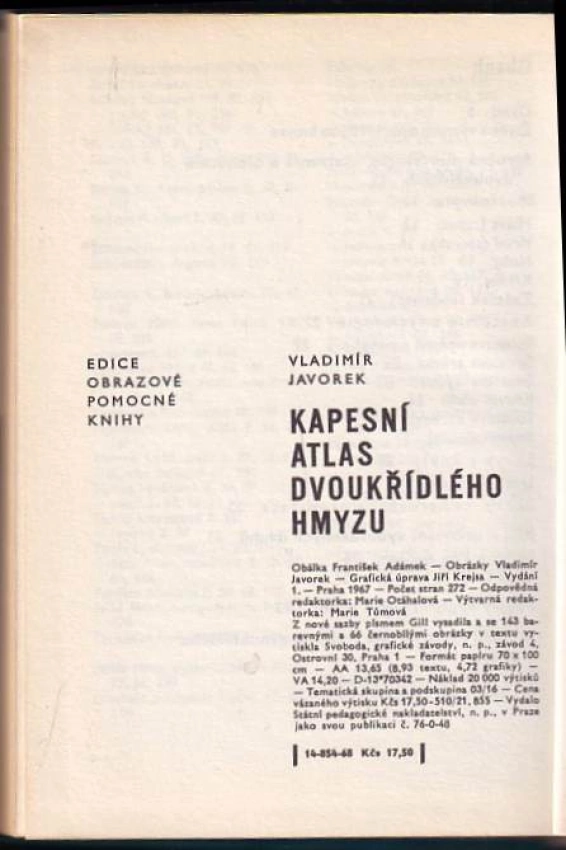 EDICE
OBRAZOVÉ
POMOCNÉ
KNIHY
VLADIMÍR
JAVOREK
KAPESNÍ
ATLAS
DVOUKŘÍDLÉHO
HMYZU
Obálka František Adámek — Obrázky Vladimír
Javorek — Grafická úprava Jiří Krejsa — Vydání
1. — Praha 1967 — Počet stran 272 — Odpovědná
redaktorka: Marie Otáhalová — Výtvarná redak-
torka: Marie Tůmová
Z nové sazby písmem Gill vysadila a se 143 ba-
revnými a 66 černobílými obrázky v textu vy-
tiskla Svoboda, grafické závody, n. p., závod 4,
Ostrovní 30, Praha 1 — Formát papíru 70 x 100
cm — AA 13,65 (8,93 textu, 4,72 grafiky) —
VA 14,20 — D-13*70342 — Náklad 20 000 výtisků
— Tematická skupina a podskupina 03/16 — Cena
vázaného výtisku Kčs 17,50-510/21, 855 — Vydalo
Státní pedagogické nakladatelství, n. p., v Praze
jako svou publikaci č. 76-0-48
14-854-68 Kčs 17,50